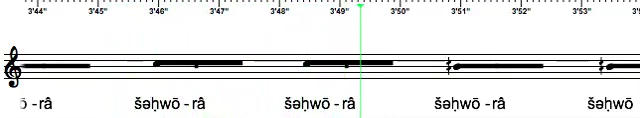 3'44" 3'45" 3'46" 3'47" 3'48" 3'49" 3'50" 3'51" 3'52" 3'53"
ō - râ šəḥwō - râ šəḥwō - râ šəḥwō - râ šəḥwō